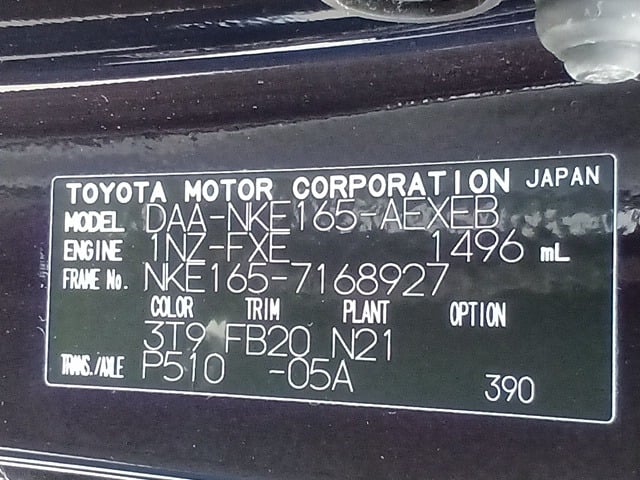 TOYOTA MOTOR CORPORATION JAPAN
MODEL DAA-NKE165-AEXEB
ENGINE 1NZ-FXE 1496 mL
FRAME No. NKE165-7168927
COLOR TRIM PLANT OPTION
3T9 FB20 N21
TRANS./AXLE P510 -05A 390